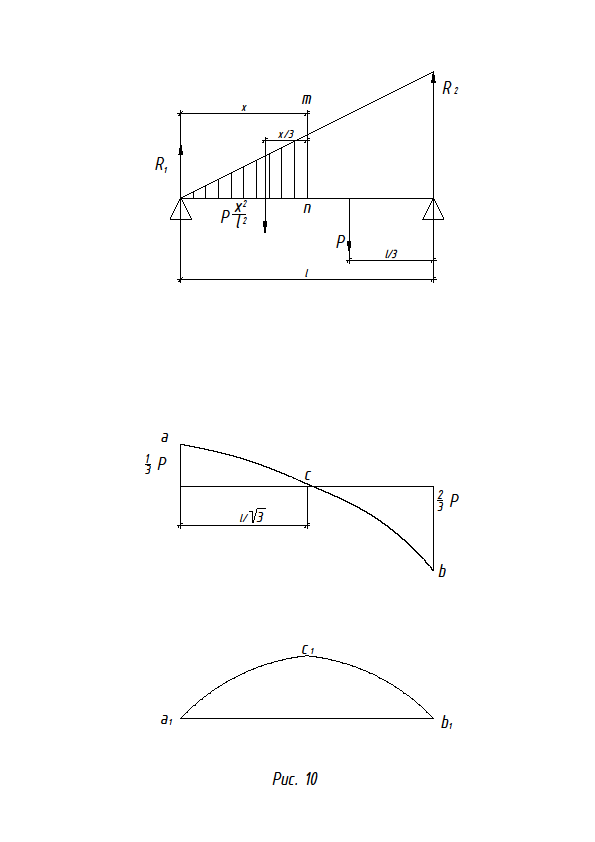 m
x
x/3
R₁
R₂
P x²/l²
n
P
l/3
l
a
1/3 P
c
l/√3
2/3 P
b
c₁
a₁
b₁
Рис. 10